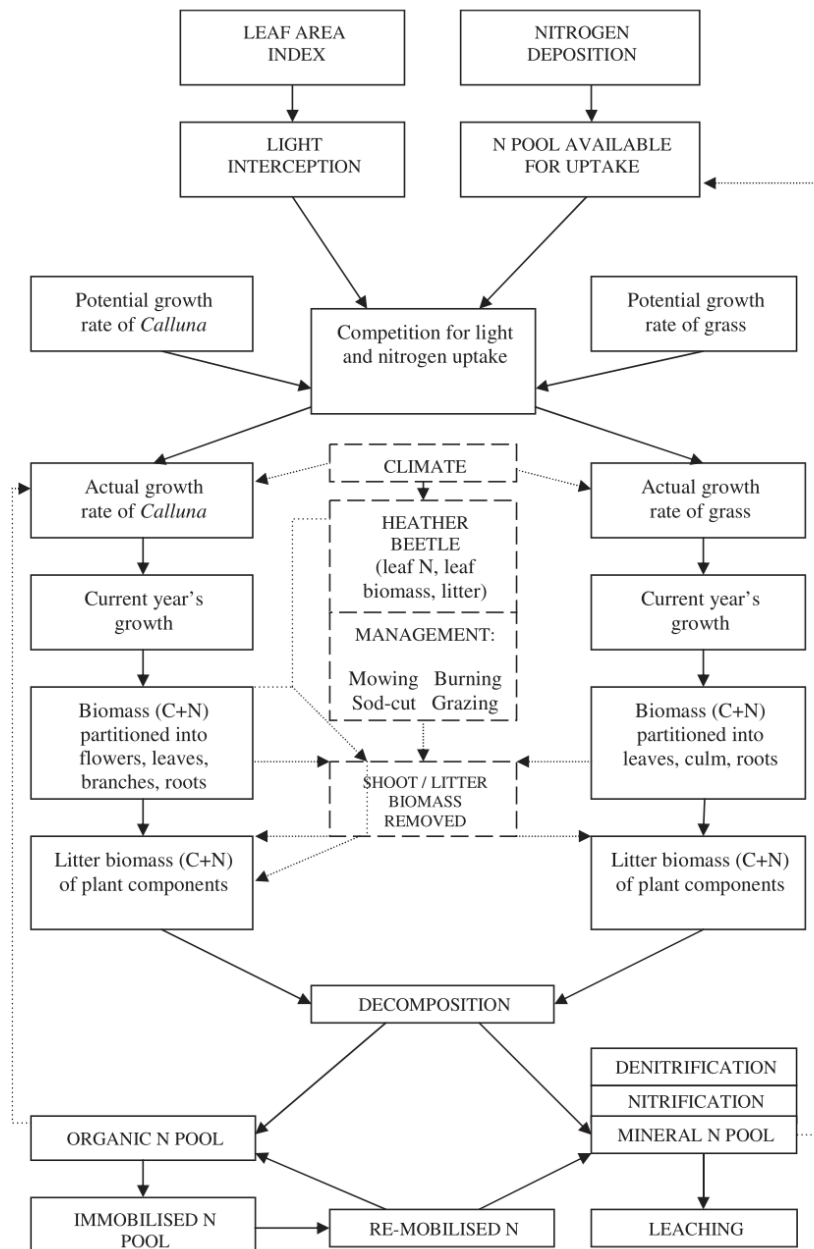 LEAF AREA
INDEX
NITROGEN
DEPOSITION
LIGHT
INTERCEPTION
N POOL AVAILABLE
FOR UPTAKE
Potential growth
rate of Calluna
Competition for light
and nitrogen uptake
Potential growth
rate of grass
Actual growth
rate of Calluna
CLIMATE
Actual growth
rate of grass
HEATHER
BEETLE
(leaf N, leaf
biomass, litter)
Current year's
growth
Current year's
growth
MANAGEMENT:
Mowing Burning
Sod-cut Grazing
Biomass (C+N)
partitioned into
flowers, leaves,
branches, roots
Biomass (C+N)
partitioned into
leaves, culm, roots
SHOOT / LITTER
BIOMASS
REMOVED
Litter biomass (C+N)
of plant components
Litter biomass (C+N)
of plant components
DECOMPOSITION
DENITRIFICATION
NITRIFICATION
ORGANIC N POOL
MINERAL N POOL
IMMOBILISED N
POOL
RE-MOBILISED N
LEACHING